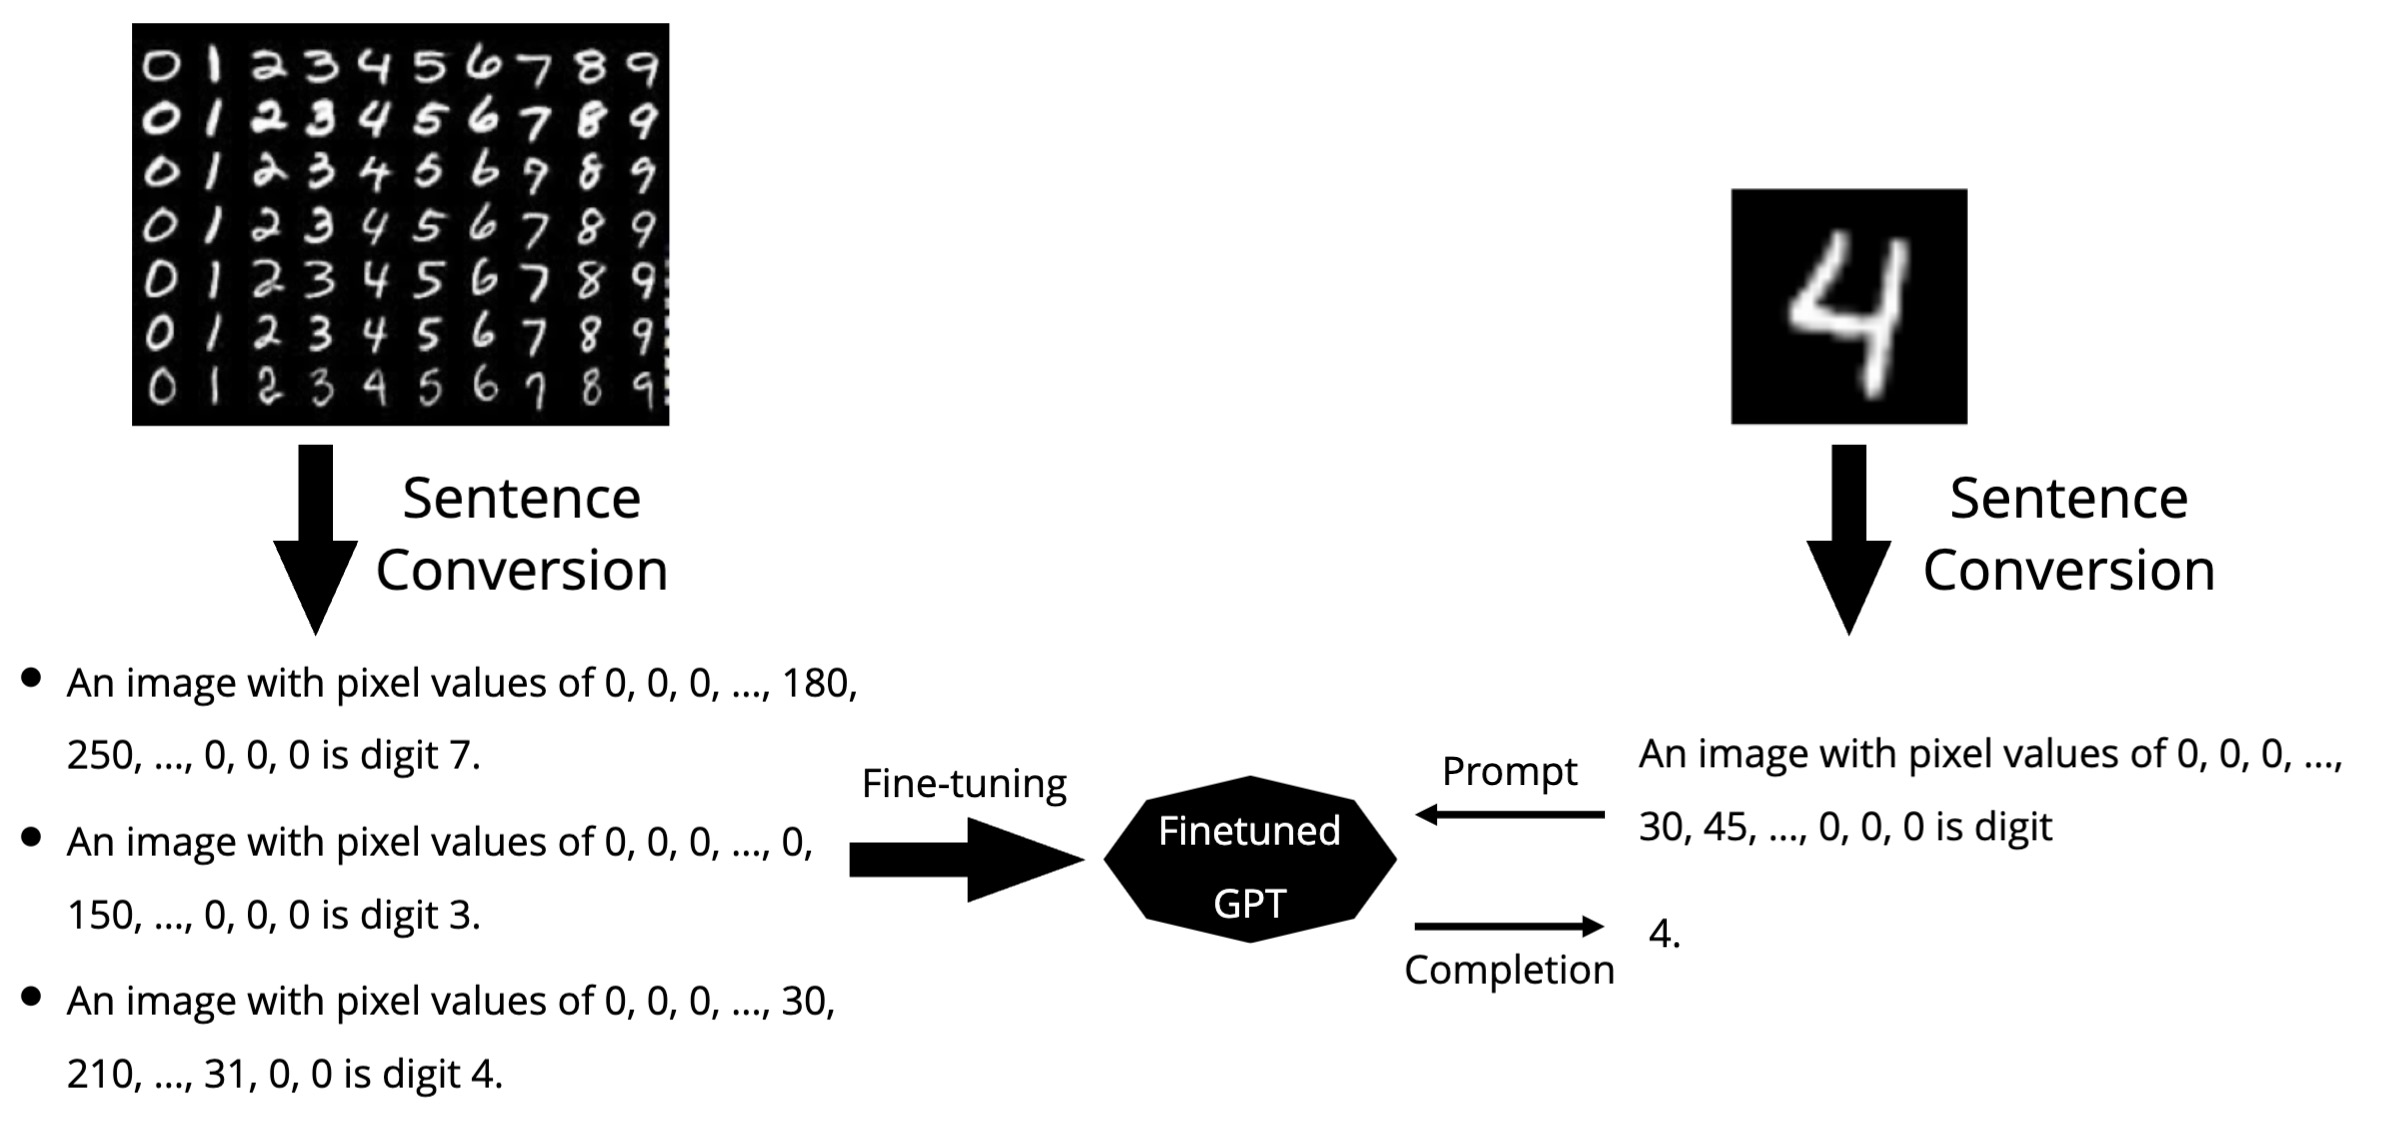 0 1 2 3 4 5 6 7 8 9
0 1 2 3 4 5 6 7 8 9
0 1 2 3 4 5 6 7 8 9
0 1 2 3 4 5 6 7 8 9
0 1 2 3 4 5 6 7 8 9
0 1 2 3 4 5 6 7 8 9
0 1 2 3 4 5 6 7 8 9
Sentence
Conversion
• An image with pixel values of 0, 0, 0, ..., 180,
250, ..., 0, 0, 0 is digit 7.
• An image with pixel values of 0, 0, 0, ..., 0,
150, ..., 0, 0, 0 is digit 3.
• An image with pixel values of 0, 0, 0, ..., 30,
210, ..., 31, 0, 0 is digit 4.
Fine-tuning
Finetuned
GPT
4
Sentence
Conversion
Prompt
An image with pixel values of 0, 0, 0, ...,
30, 45, ..., 0, 0, 0 is digit
Completion
4.